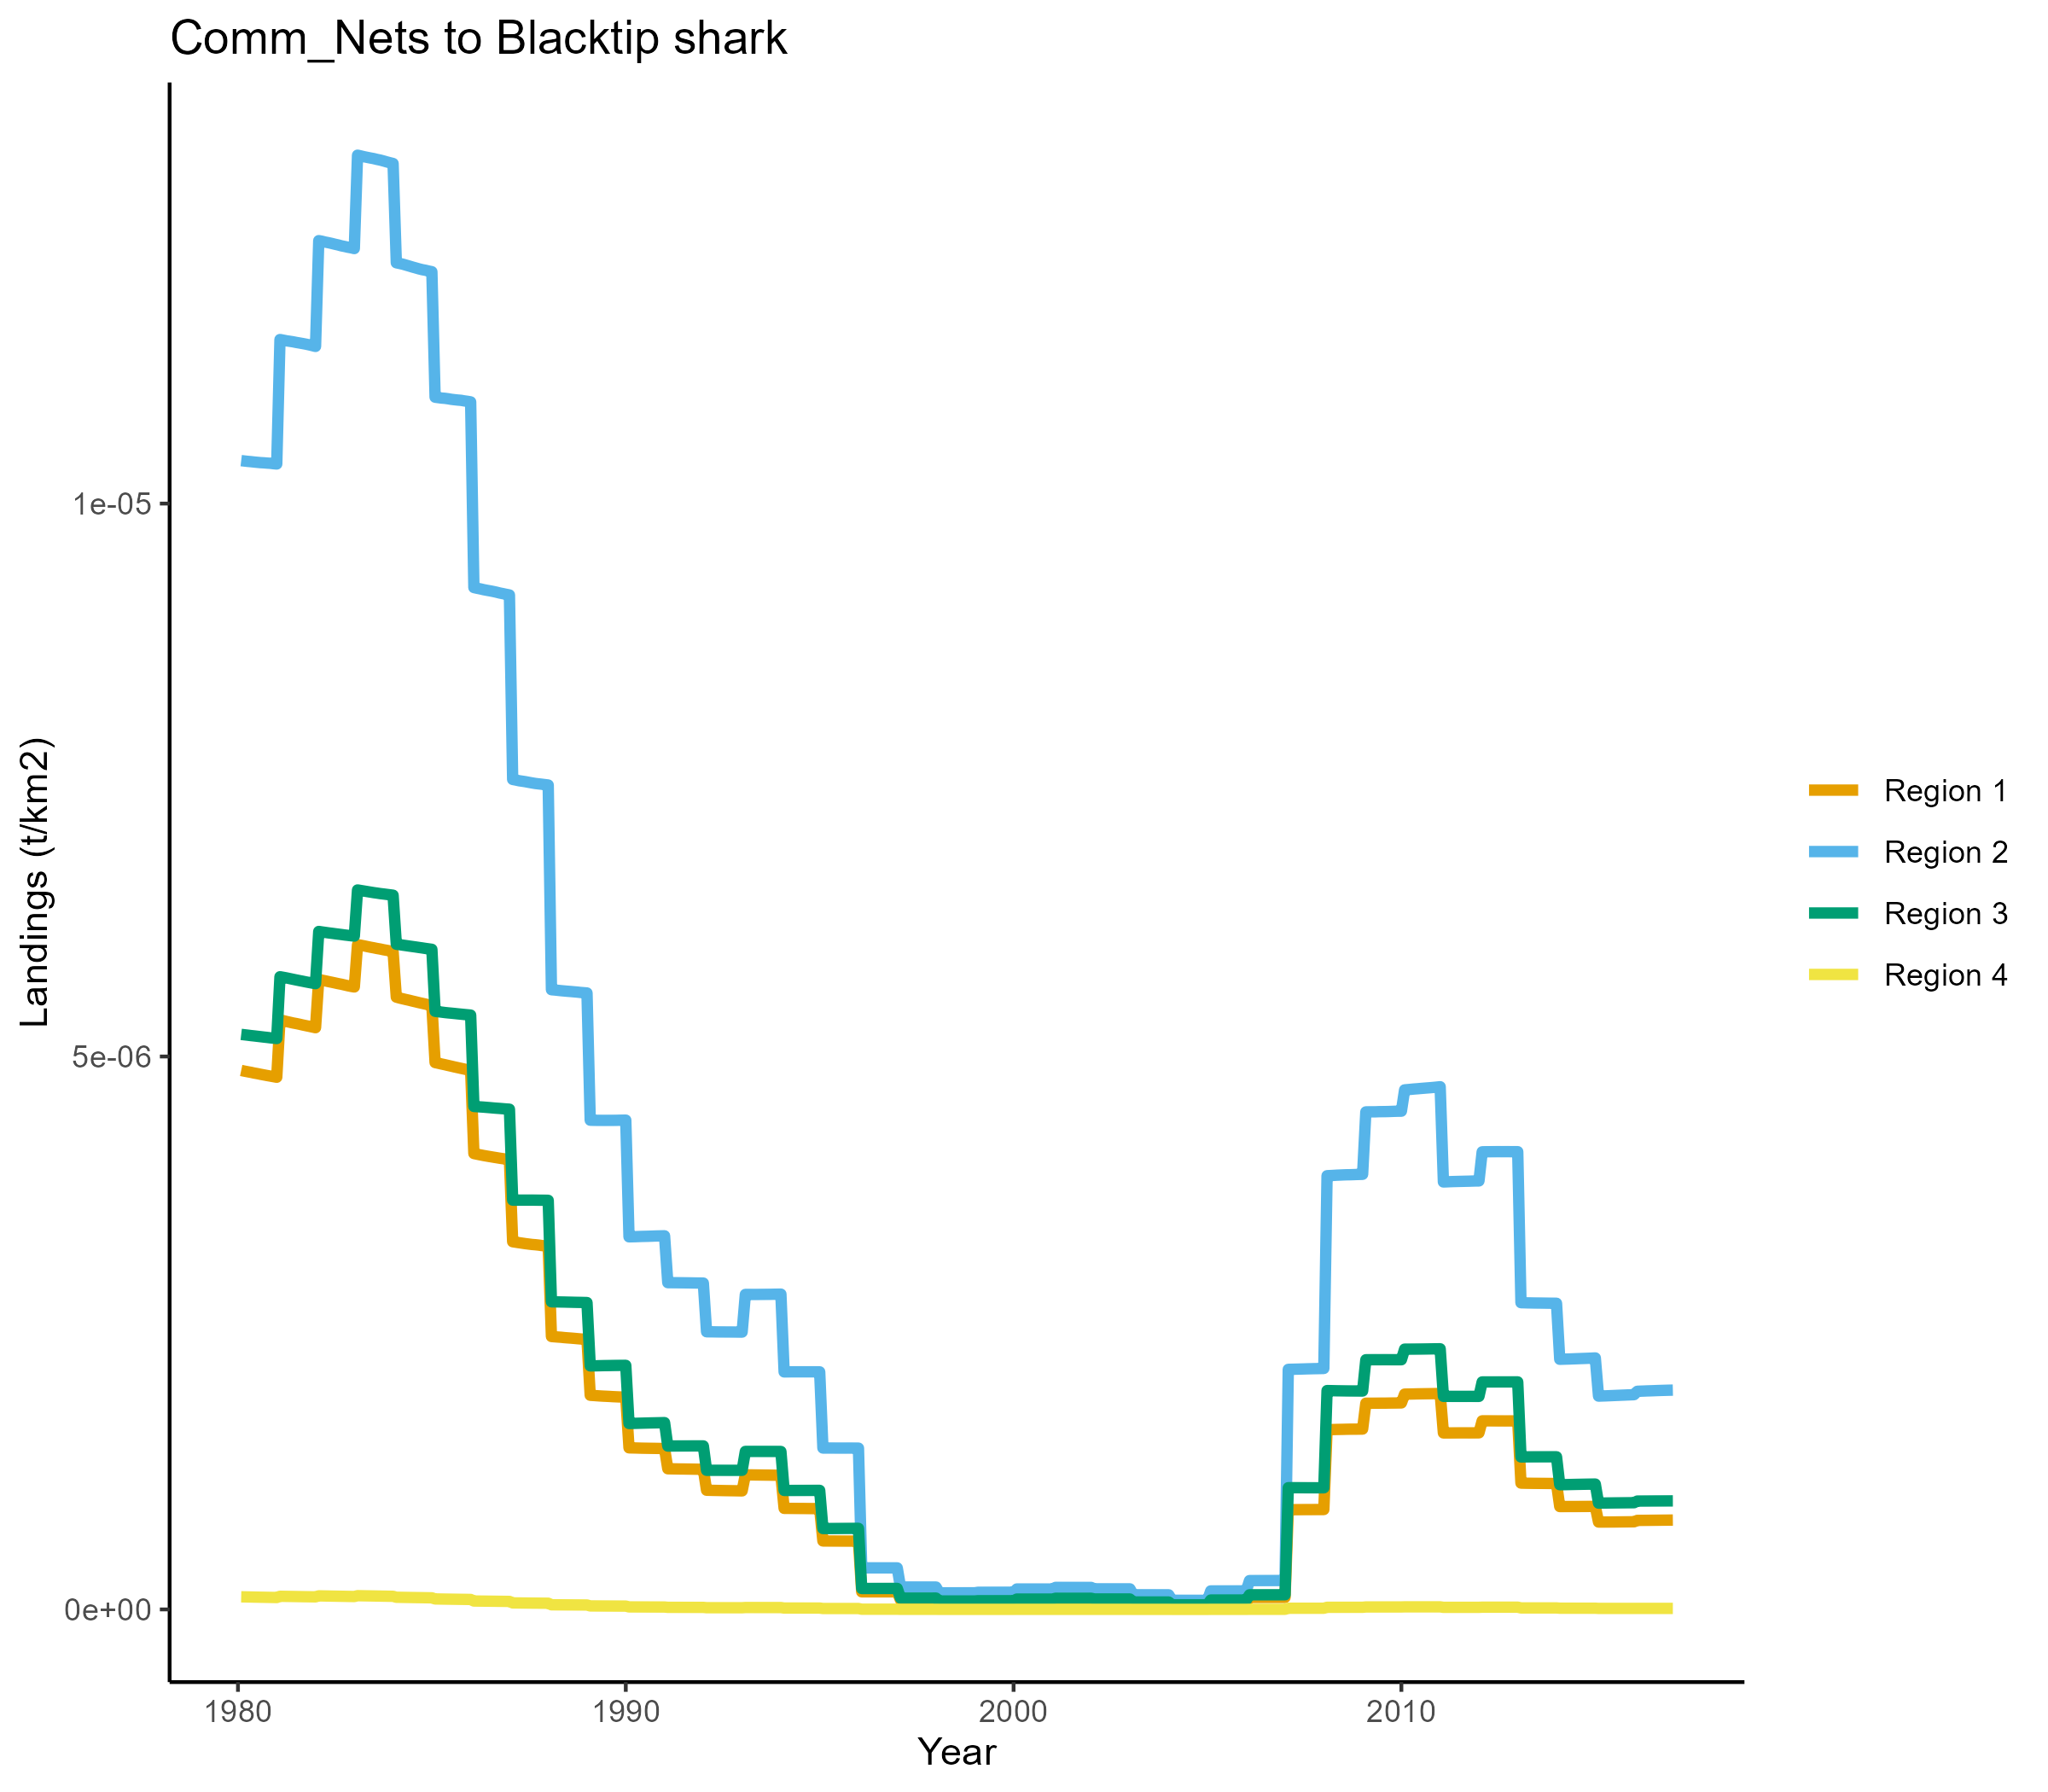 Comm_Nets to Blacktip shark
Landings (t/km2)
1e-05
5e-06
0e+00
1980
1990
2000
2010
Year
Region 1
Region 2
Region 3
Region 4